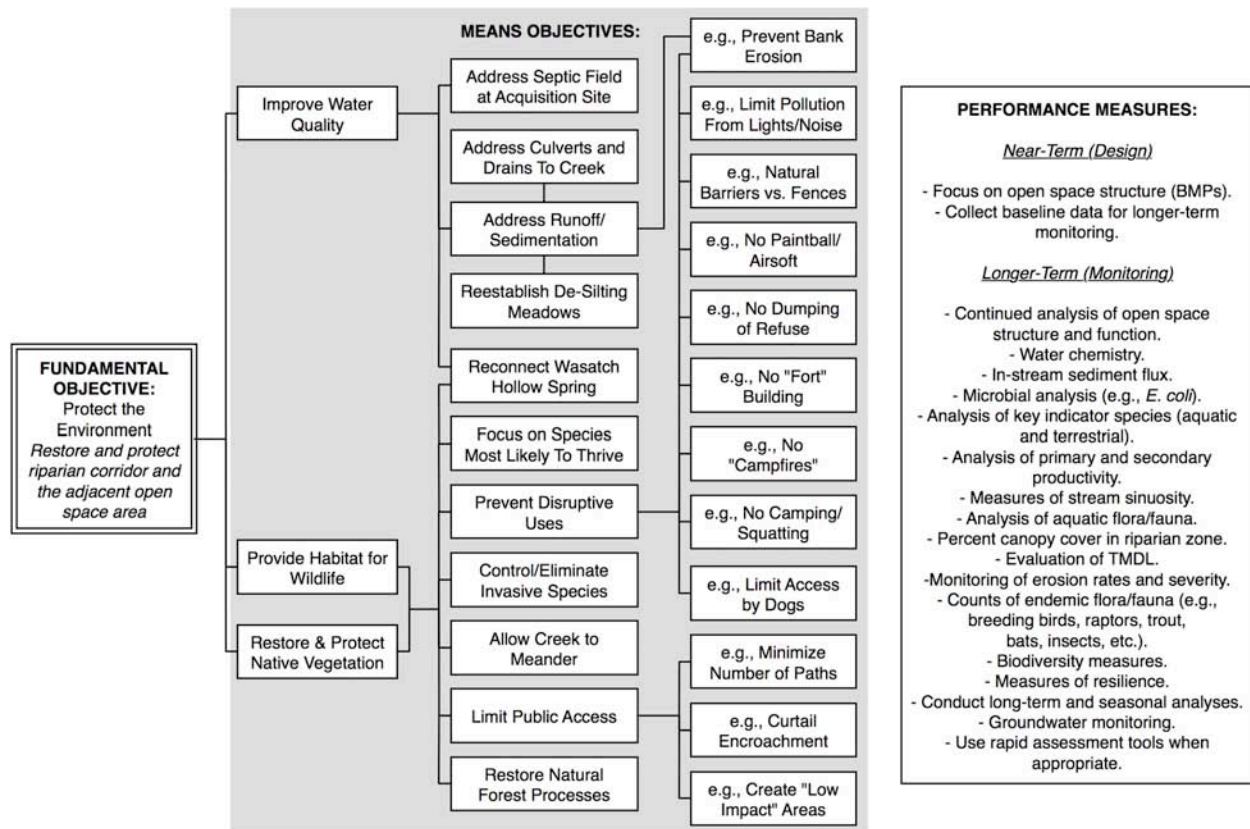 FUNDAMENTAL
OBJECTIVE:
Protect the
Environment
Restore and protect
riparian corridor and
the adjacent open
space area
MEANS OBJECTIVES:
Improve Water
Quality
Provide Habitat for
Wildlife
Restore & Protect
Native Vegetation
Address Septic Field
at Acquisition Site
Address Culverts and
Drains To Creek
Address Runoff/
Sedimentation
Reestablish De-Silting
Meadows
Reconnect Wasatch
Hollow Spring
Focus on Species
Most Likely To Thrive
Prevent Disruptive
Uses
Control/Eliminate
Invasive Species
Allow Creek to
Meander
Limit Public Access
Restore Natural
Forest Processes
e.g., Prevent Bank
Erosion
e.g., Limit Pollution
From Lights/Noise
e.g., Natural
Barriers vs. Fences
e.g., No Paintball/
Airsoft
e.g., No Dumping
of Refuse
e.g., No "Fort"
Building
e.g., No
"Campfires"
e.g., No Camping/
Squatting
e.g., Limit Access
by Dogs
e.g., Minimize
Number of Paths
e.g., Curtail
Encroachment
e.g., Create "Low
Impact" Areas
PERFORMANCE MEASURES:
Near-Term (Design)
- Focus on open space structure (BMPs).
- Collect baseline data for longer-term
monitoring.
Longer-Term (Monitoring)
- Continued analysis of open space
structure and function.
- Water chemistry.
- In-stream sediment flux.
- Microbial analysis (e.g., E. coli).
- Analysis of key indicator species (aquatic
and terrestrial).
- Analysis of primary and secondary
productivity.
- Measures of stream sinuosity.
- Analysis of aquatic flora/fauna.
- Percent canopy cover in riparian zone.
- Evaluation of TMDL.
-Monitoring of erosion rates and severity.
- Counts of endemic flora/fauna (e.g.,
breeding birds, raptors, trout,
bats, insects, etc.).
- Biodiversity measures.
- Measures of resilience.
- Conduct long-term and seasonal analyses.
- Groundwater monitoring.
- Use rapid assessment tools when
appropriate.